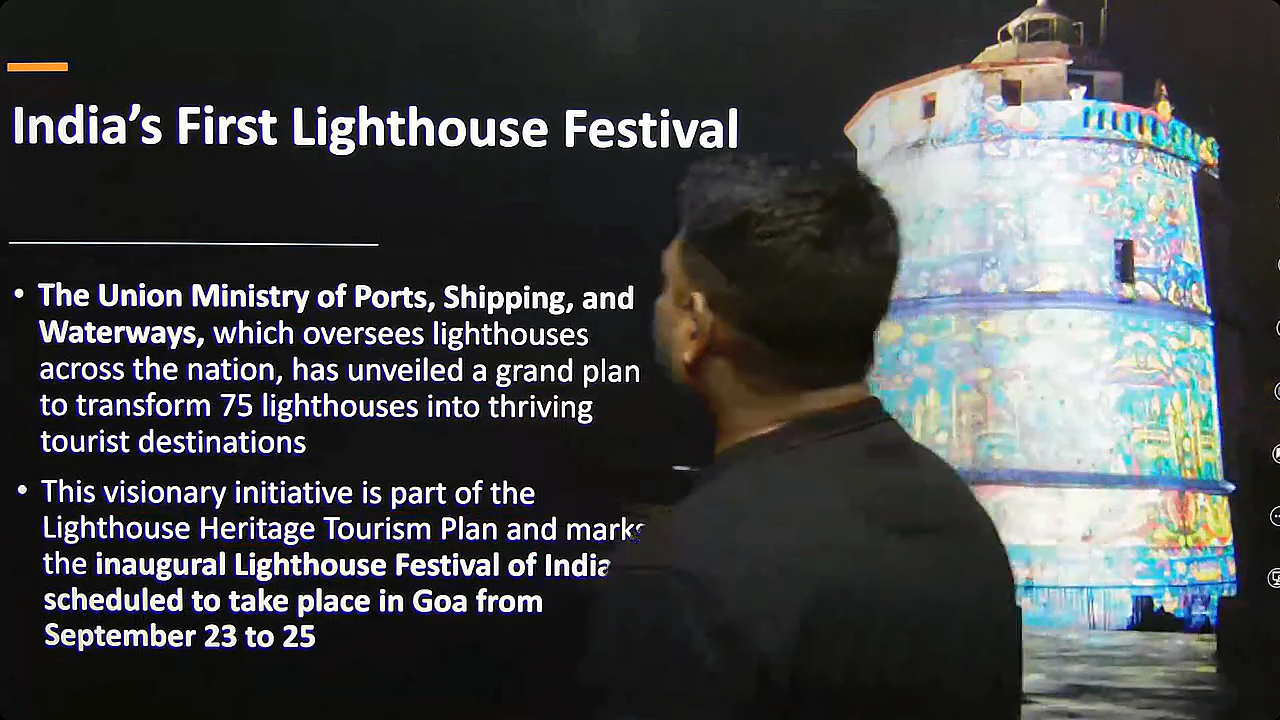 India's First Lighthouse Festival
• The Union Ministry of Ports, Shipping, and
Waterways, which oversees lighthouses
across the nation, has unveiled a grand plan
to transform 75 lighthouses into thriving
tourist destinations
• This visionary initiative is part of the
Lighthouse Heritage Tourism Plan and marks
the inaugural Lighthouse Festival of India
scheduled to take place in Goa from
September 23 to 25